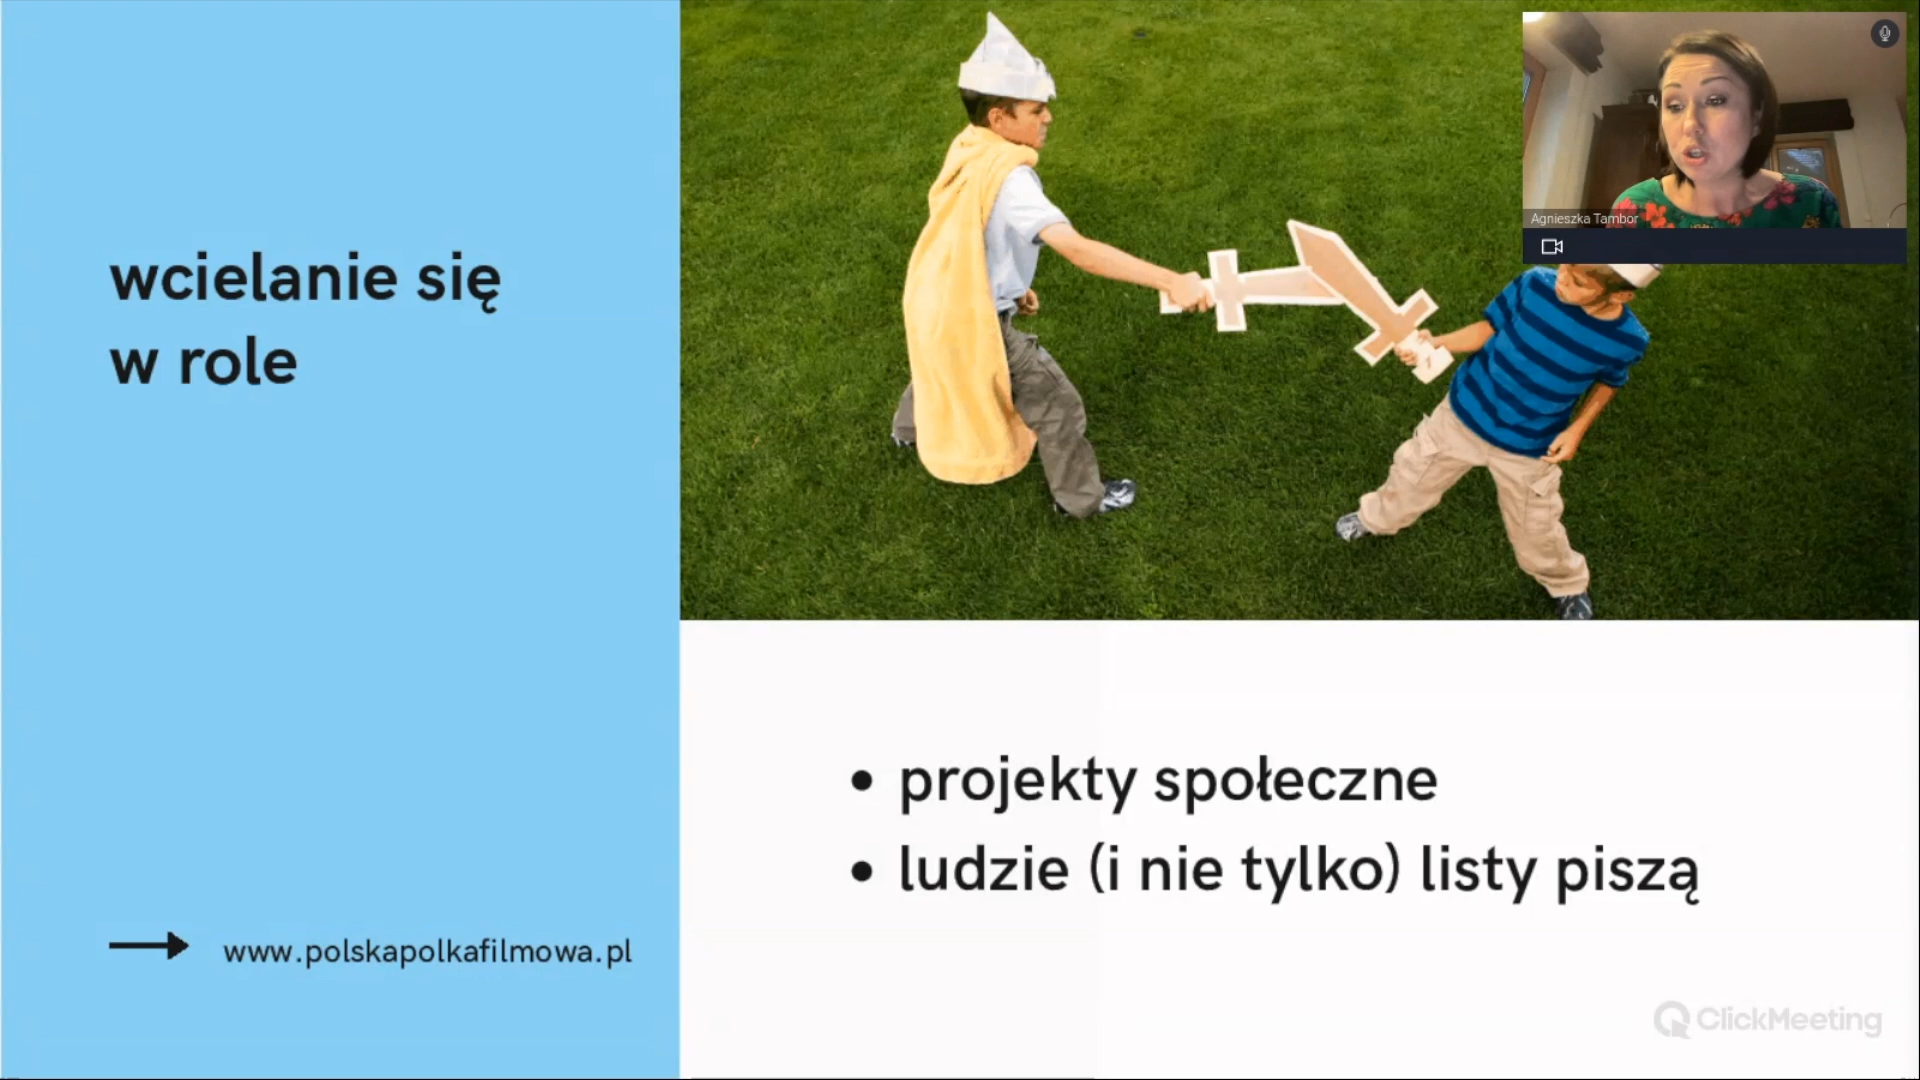 wcielanie się
w role
www.polskapolkafilmowa.pl
Agnieszka Tambor
• projekty społeczne
• ludzie (i nie tylko) listy piszą
ClickMeeting